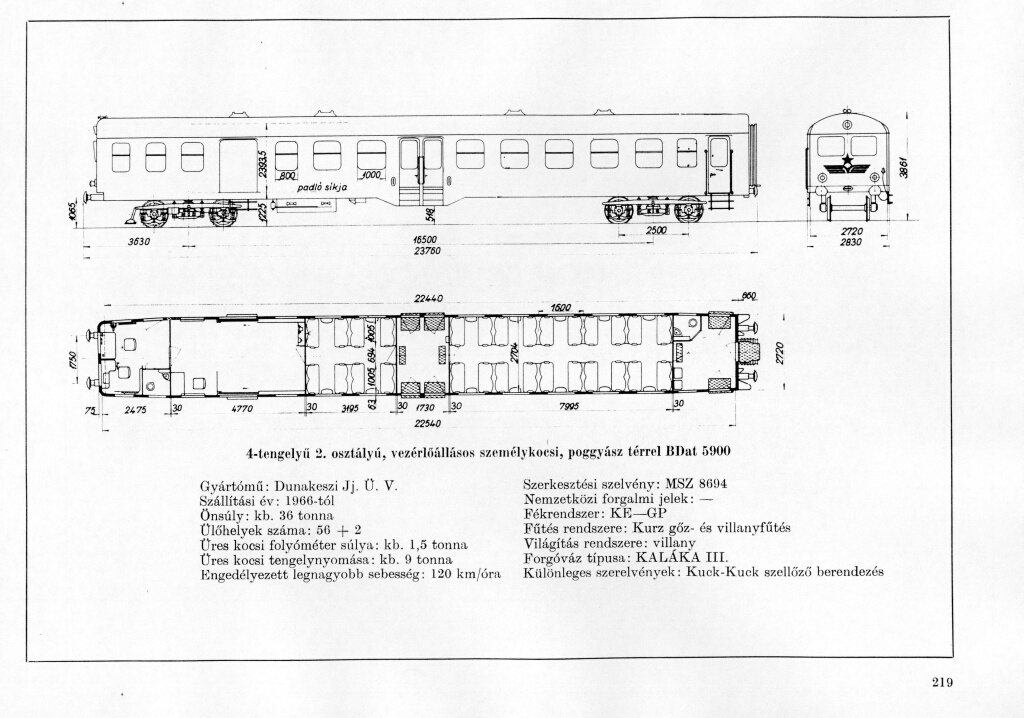 2393,5
800
1000
padló síkja
1065
1225
548
3861
3630
16500
2500
23760
2720
2830
22440
660
1600
1750
1005 694 1005
2704
2720
63
75
2475
30
4770
30
3195
30
1730
30
7995
30
22540
4-tengelyű 2. osztályú, vezérlőállásos személykocsi, poggyász térrel BDat 5900
Gyártómű: Dunakeszi Jj. Ü. V.
Szállítási év: 1966-tól
Önsúly: kb. 36 tonna
Ülőhelyek száma: 56 + 2
Üres kocsi folyóméter súlya: kb. 1,5 tonna
Üres kocsi tengelynyomása: kb. 9 tonna
Engedélyezett legnagyobb sebesség: 120 km/óra
Szerkesztési szelvény: MSZ 8694
Nemzetközi forgalmi jelek: —
Fékrendszer: KE—GP
Fűtés rendszere: Kurz gőz- és villanyfűtés
Világítás rendszere: villany
Forgóváz típusa: KALÁKA III.
Különleges szerelvények: Kuck-Kuck szellőző berendezés
219